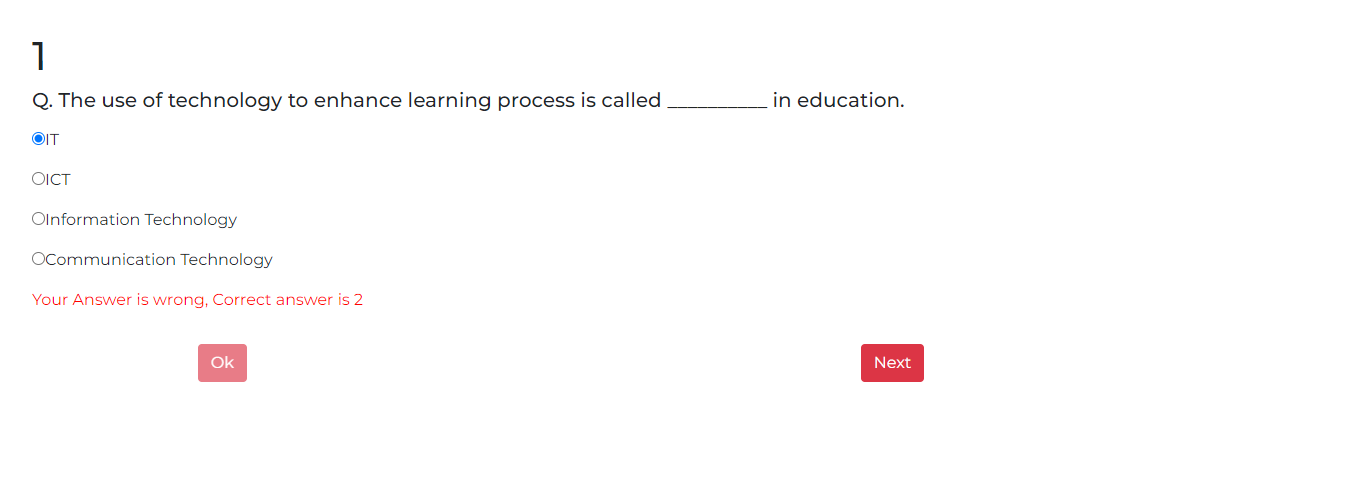 1
Q. The use of technology to enhance learning process is called __________ in education.
IT
ICT
Information Technology
Communication Technology
Your Answer is wrong, Correct answer is 2
Ok Next